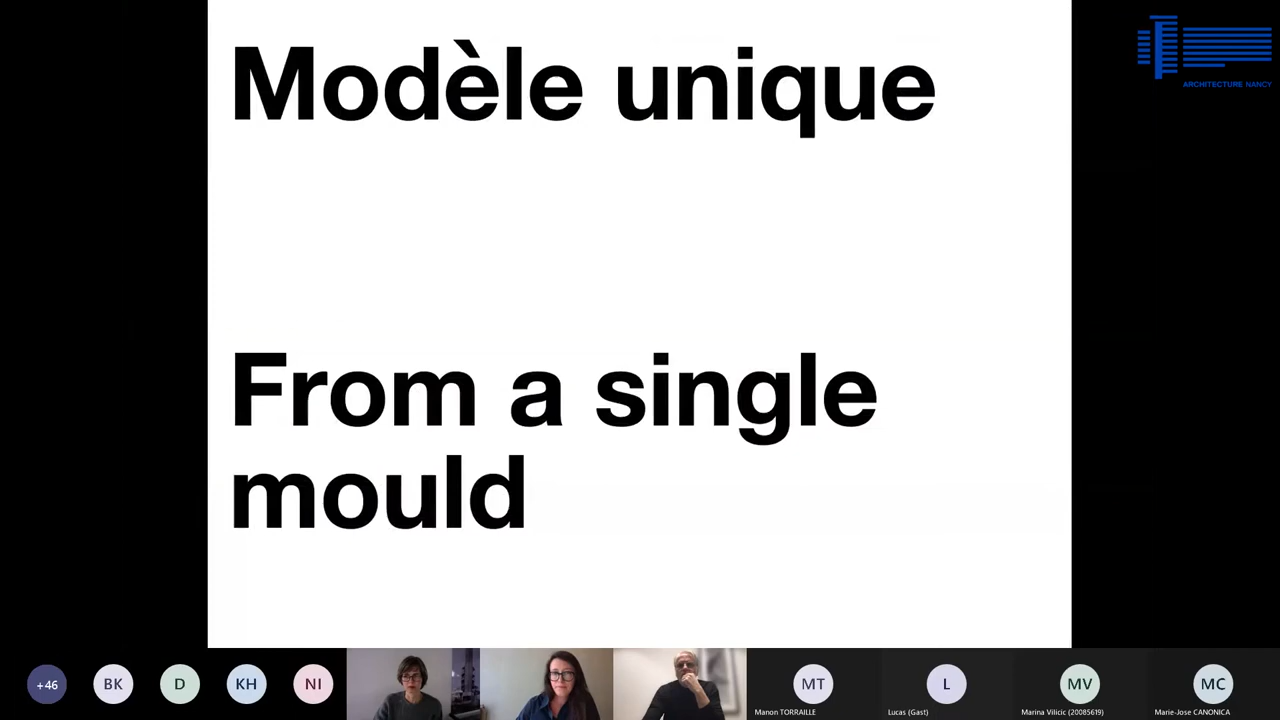 Modèle unique
ARCHITECTURE NANCY
From a single
mould
+46
BK
D
KH
NI
MT
L
MV
MC
Manon TORRAILLE
Lucas (Gast)
Marina Vilicic (20085619)
Marie-Jose CANONICA